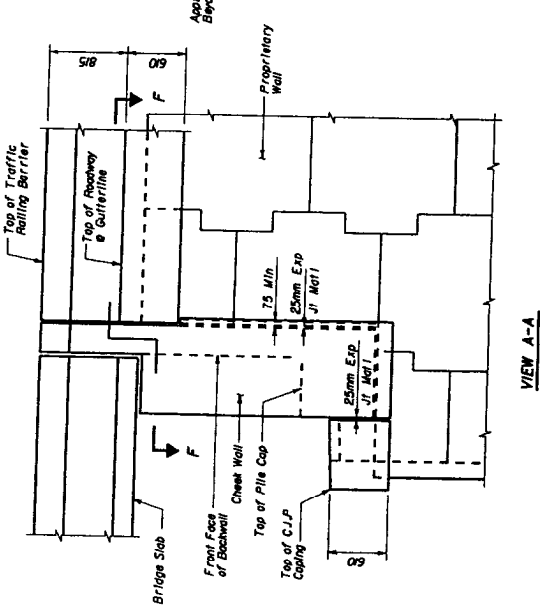 Top of Traffic
Railing Barrier
Top of Roadway
@ Gutterline
815
610
F
Proprietary
Wall
75 Min
25mm Exp
Jt Mat'l
Bridge Slab
F
Front Face
of Backwall
Cheek Wall
Top of Pile Cap
25mm Exp
Jt Mat'l
Top of C.I.P
Coping
610
VIEW A-A